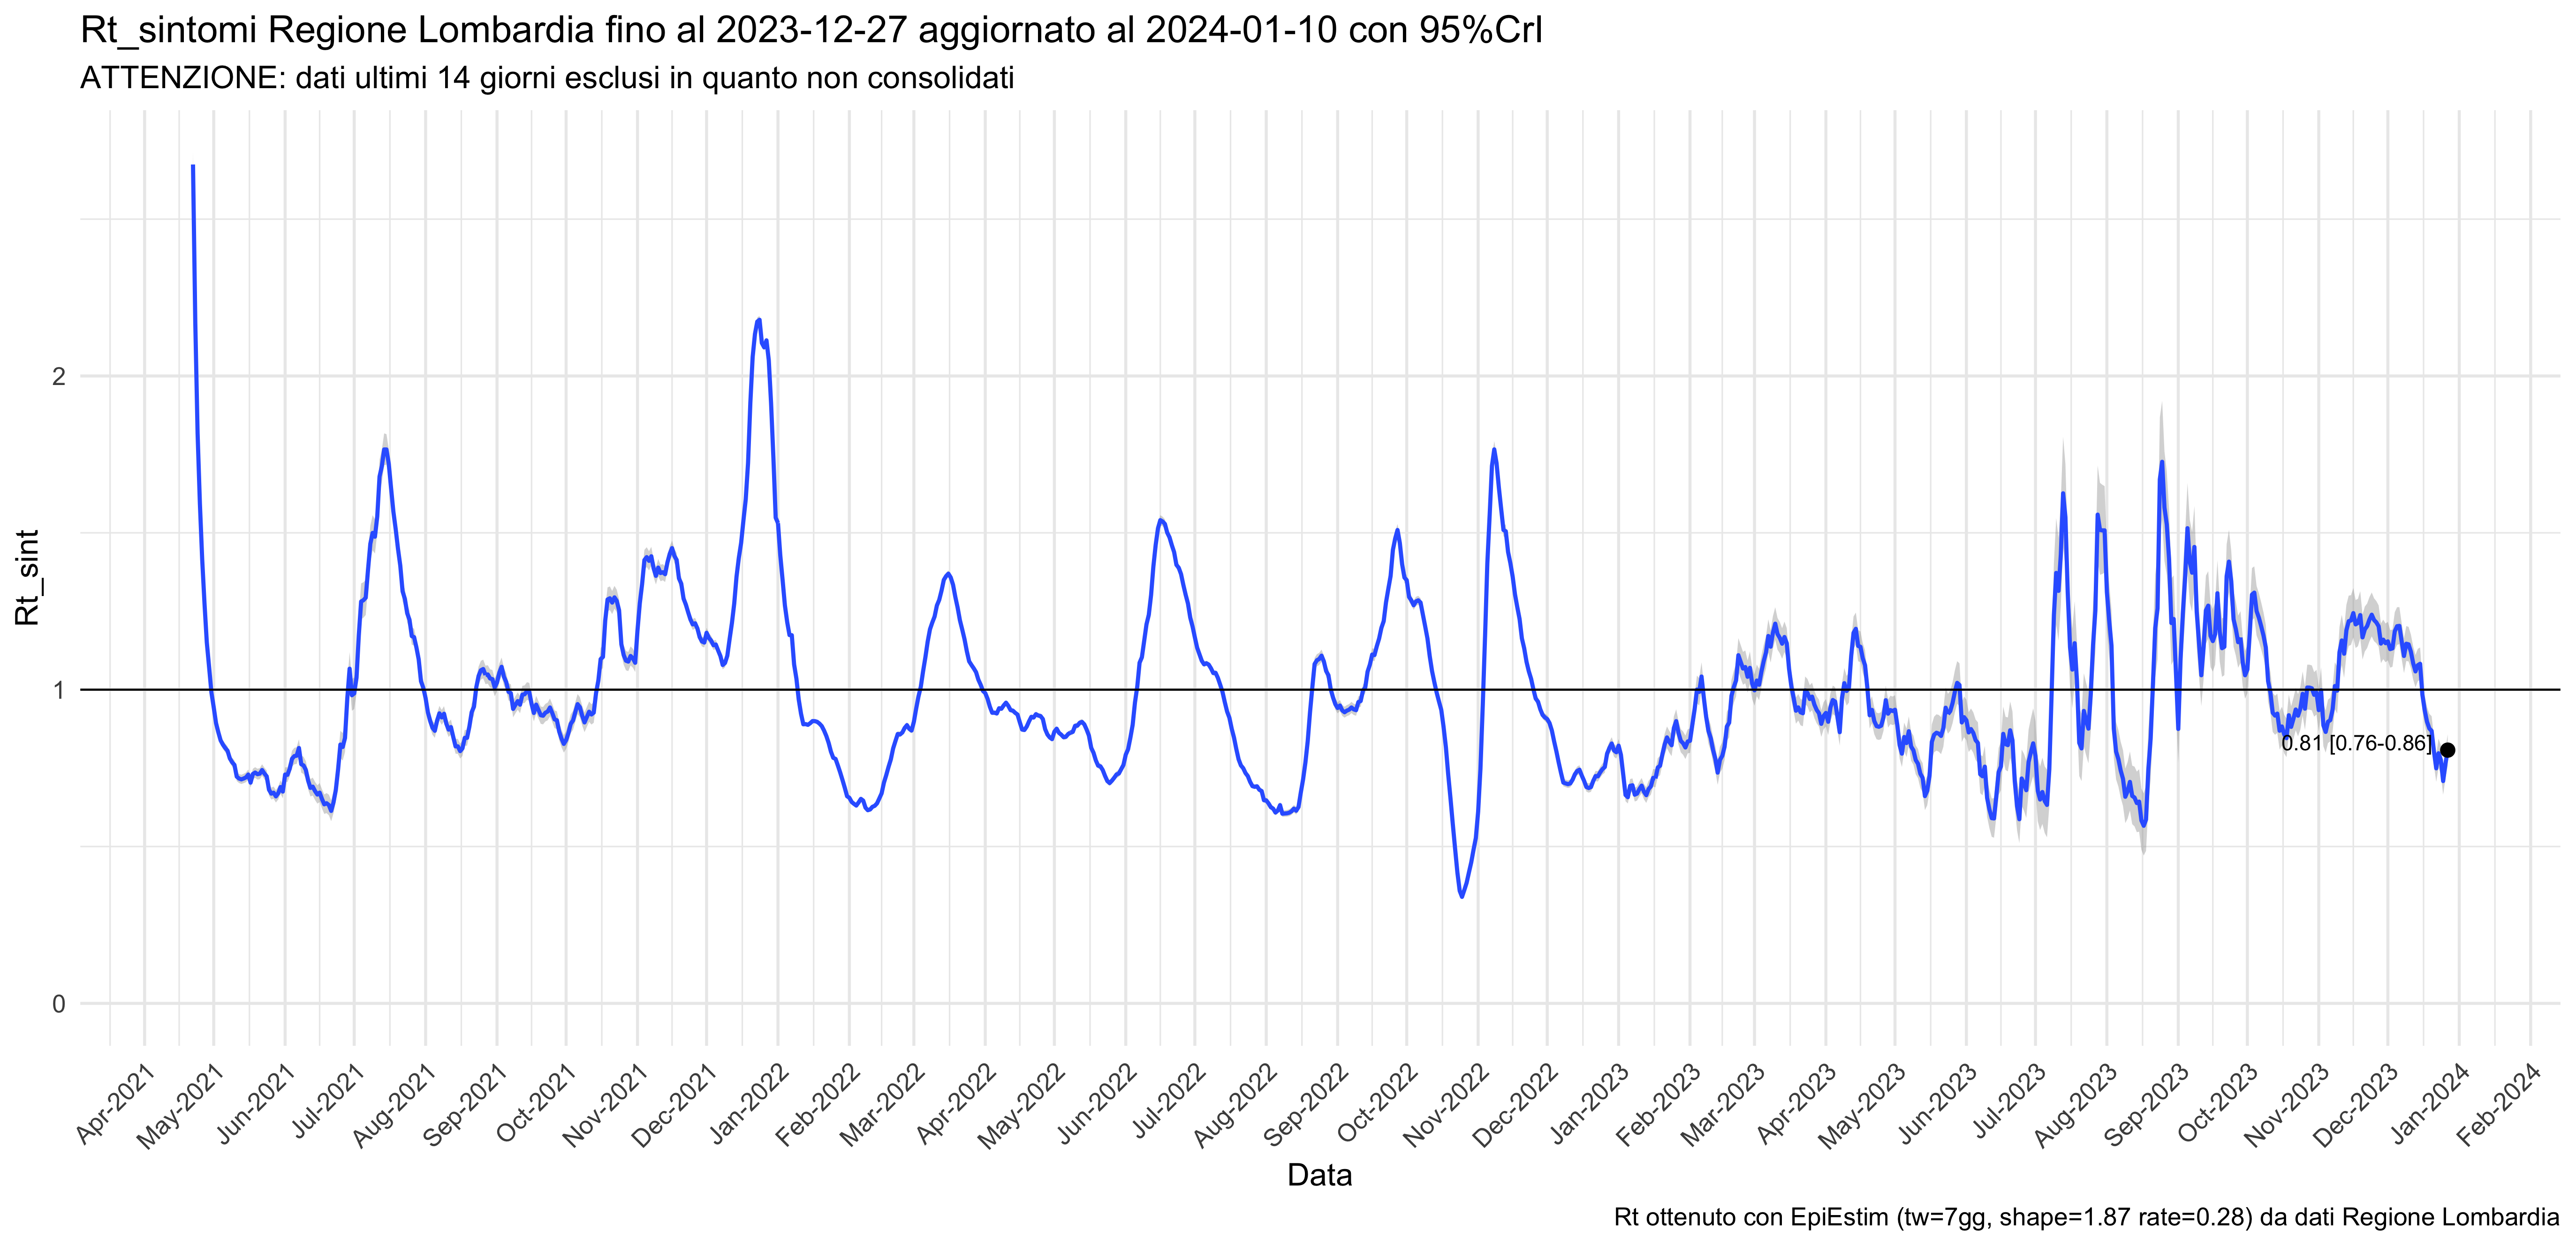 Rt_sintomi Regione Lombardia fino al 2023-12-27 aggiornato al 2024-01-10 con 95%CrI
ATTENZIONE: dati ultimi 14 giorni esclusi in quanto non consolidati
Rt_sint
2
1
0
0.81 [0.76-0.86]
Apr-2021
May-2021
Jun-2021
Jul-2021
Aug-2021
Sep-2021
Oct-2021
Nov-2021
Dec-2021
Jan-2022
Feb-2022
Mar-2022
Apr-2022
May-2022
Jun-2022
Jul-2022
Aug-2022
Sep-2022
Oct-2022
Nov-2022
Dec-2022
Jan-2023
Feb-2023
Mar-2023
Apr-2023
May-2023
Jun-2023
Jul-2023
Aug-2023
Sep-2023
Oct-2023
Nov-2023
Dec-2023
Jan-2024
Feb-2024
Data
Rt ottenuto con EpiEstim (tw=7gg, shape=1.87 rate=0.28) da dati Regione Lombardia